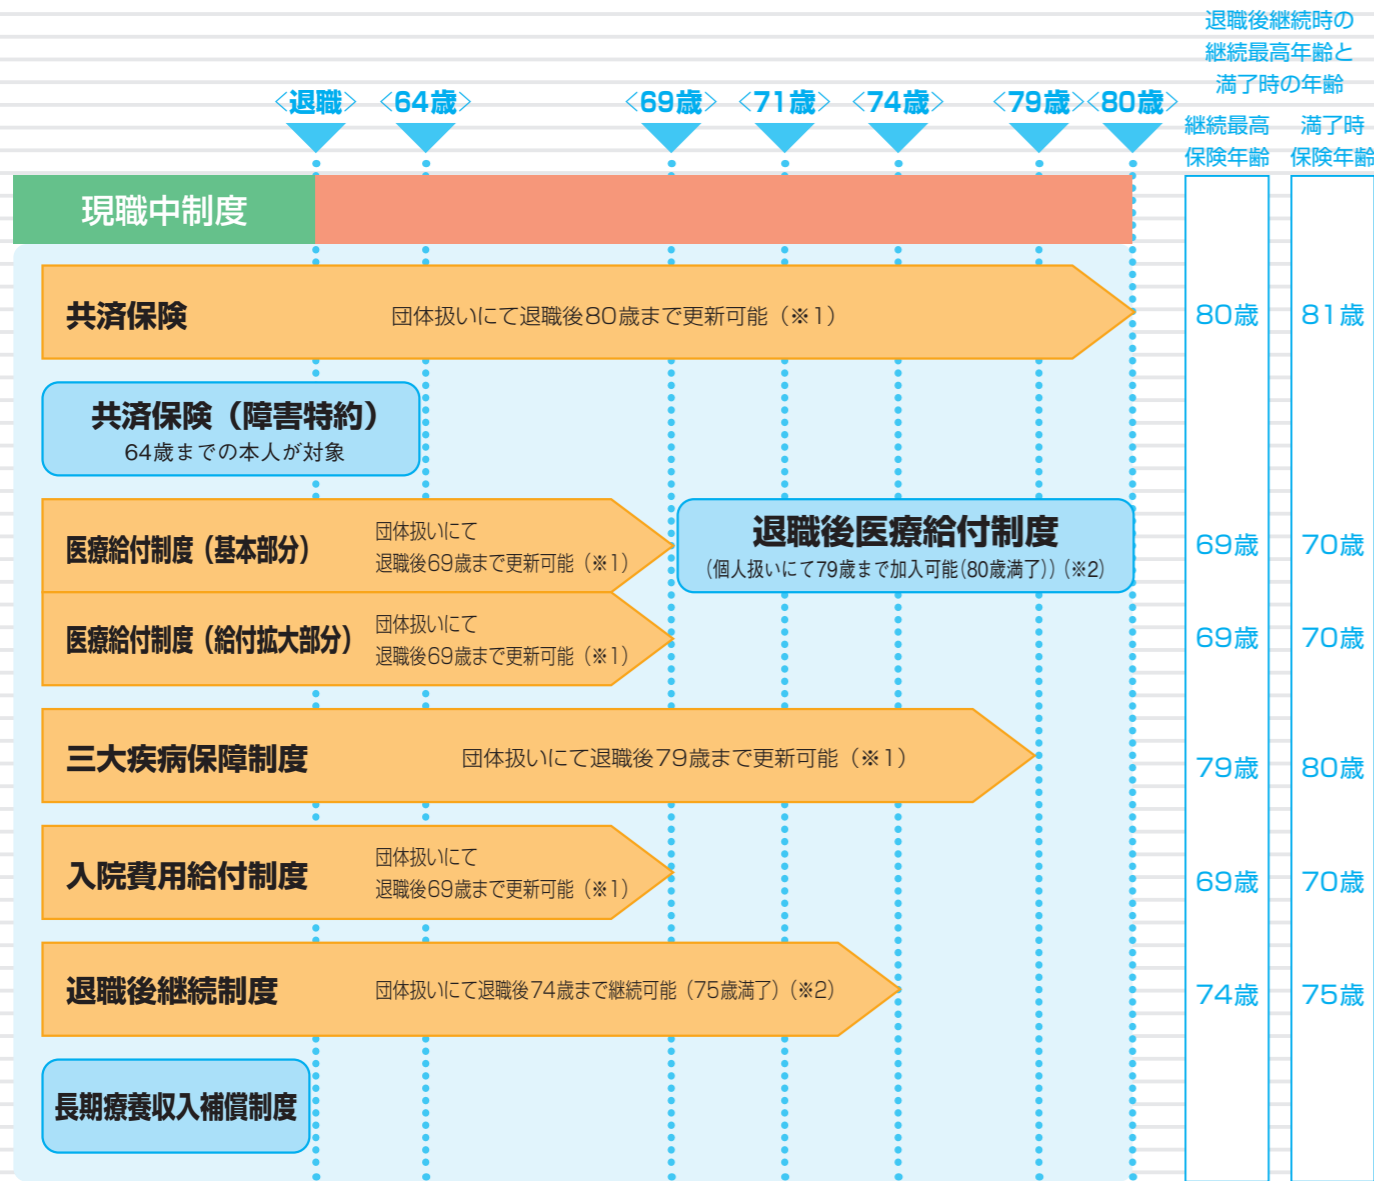 退職後継続時の
継続最高年齢と
満了時の年齢
〈退職〉 〈64歳〉 〈69歳〉 〈71歳〉 〈74歳〉 〈79歳〉 〈80歳〉
継続最高
保険年齢
満了時
保険年齢
現職中制度
共済保険 団体扱いにて退職後80歳まで更新可能（※1） 80歳 81歳
共済保険（障害特約）
64歳までの本人が対象
医療給付制度（基本部分）
団体扱いにて
退職後69歳まで更新可能（※1）
退職後医療給付制度
（個人扱いにて79歳まで加入可能（80歳満了））（※2）
69歳 70歳
医療給付制度（給付拡大部分）
団体扱いにて
退職後69歳まで更新可能（※1）
69歳 70歳
三大疾病保障制度 団体扱いにて退職後79歳まで更新可能（※1） 79歳 80歳
入院費用給付制度
団体扱いにて
退職後69歳まで更新可能（※1）
69歳 70歳
退職後継続制度 団体扱いにて退職後74歳まで継続可能（75歳満了）（※2） 74歳 75歳
長期療養収入補償制度